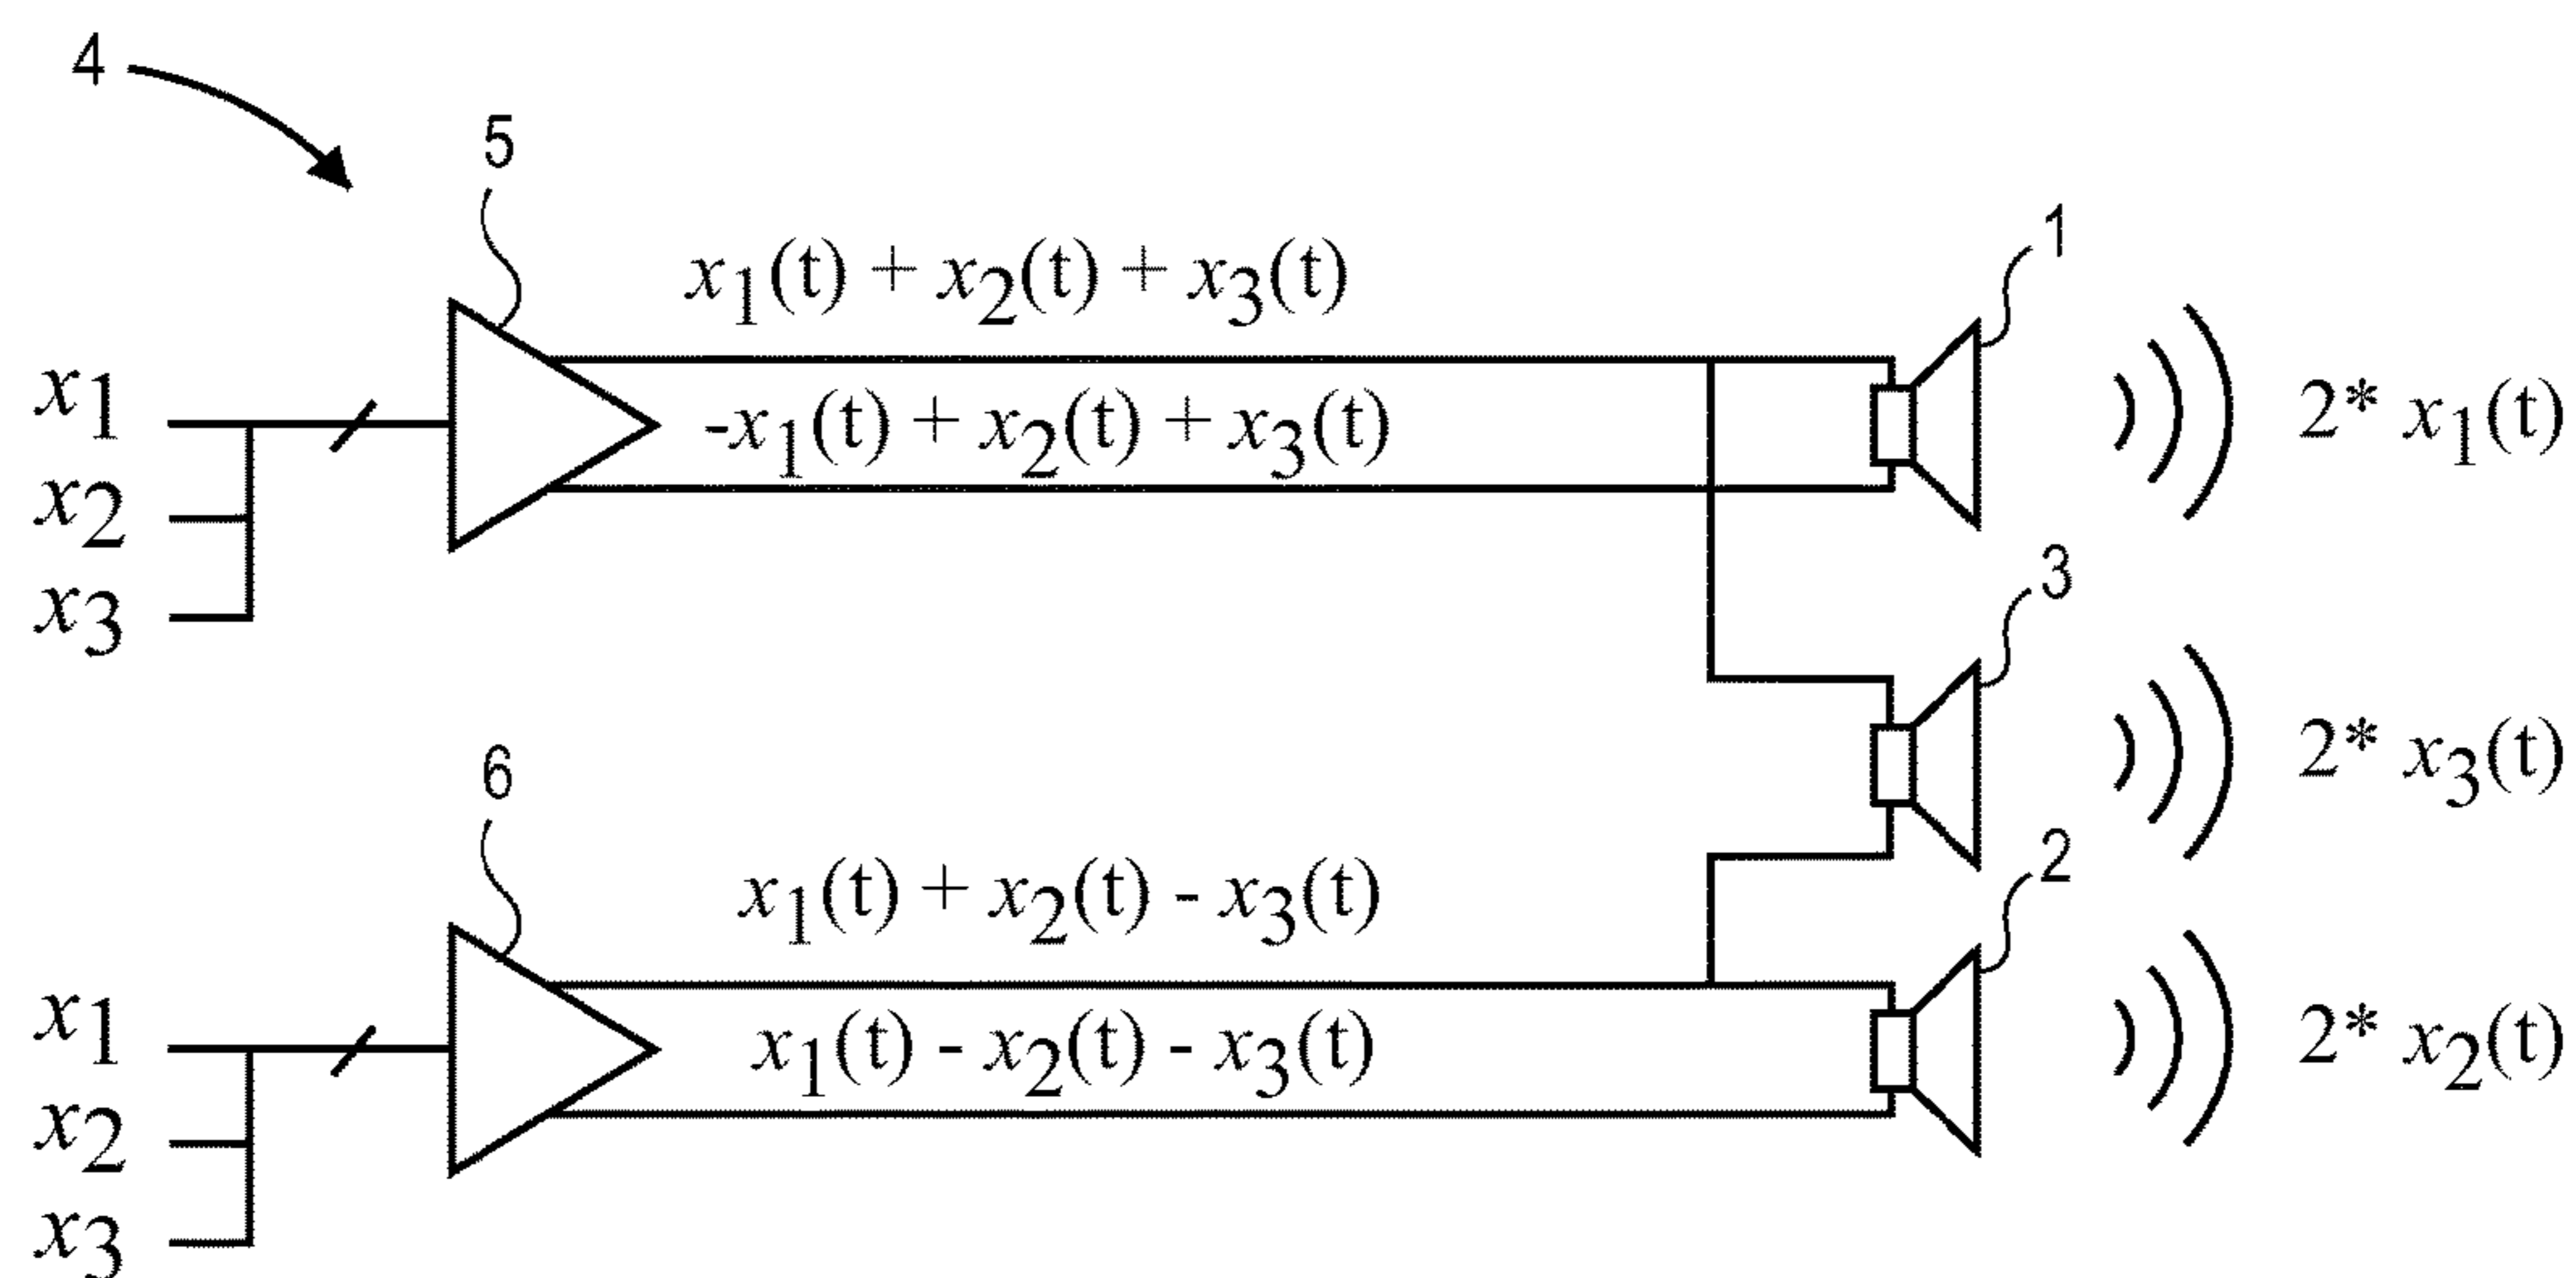 4
5
1
x1(t) + x2(t) + x3(t)
x1
-x1(t) + x2(t) + x3(t)
2* x1(t)
x2
x3
3
2* x3(t)
6
2
x1(t) + x2(t) - x3(t)
x1
x1(t) - x2(t) - x3(t)
2* x2(t)
x2
x3